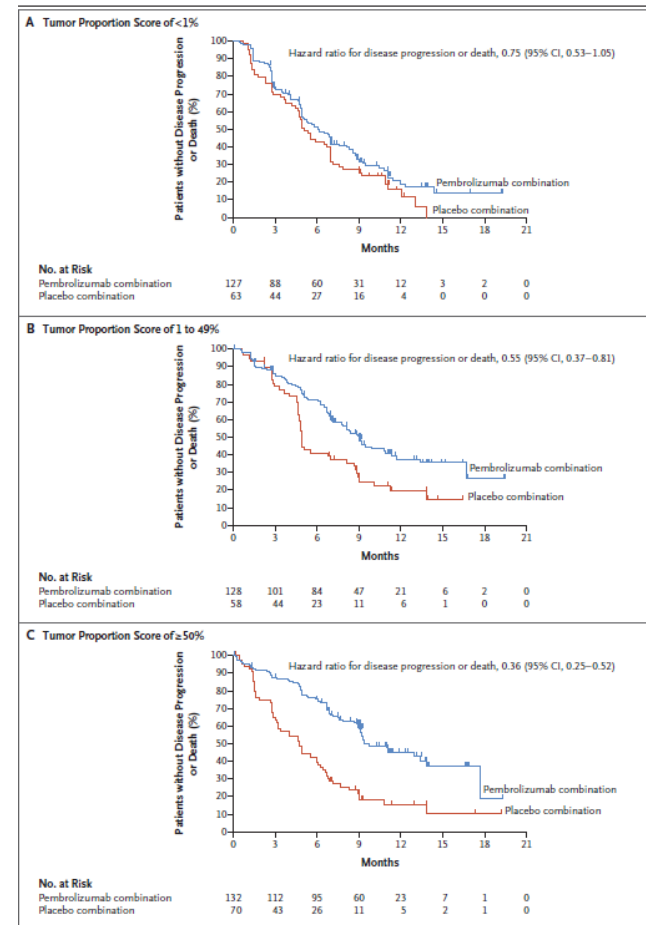 A Tumor Proportion Score of <1%
100
90
80
70
60
50
40
30
20
10
0
Patients without Disease Progression
or Death (%)
Hazard ratio for disease progression or death, 0.75 (95% CI, 0.53–1.05)
Pembrolizumab combination
Placebo combination
0 3 6 9 12 15 18 21
Months
No. at Risk
Pembrolizumab combination 127 88 60 31 12 3 2 0
Placebo combination 63 44 27 16 4 0 0 0
B Tumor Proportion Score of 1 to 49%
100
90
80
70
60
50
40
30
20
10
0
Patients without Disease Progression
or Death (%)
Hazard ratio for disease progression or death, 0.55 (95% CI, 0.37–0.81)
Pembrolizumab combination
Placebo combination
0 3 6 9 12 15 18 21
Months
No. at Risk
Pembrolizumab combination 128 101 84 47 21 6 2 0
Placebo combination 58 44 23 11 6 1 0 0
C Tumor Proportion Score of ≥50%
100
90
80
70
60
50
40
30
20
10
0
Patients without Disease Progression
or Death (%)
Hazard ratio for disease progression or death, 0.36 (95% CI, 0.25–0.52)
Pembrolizumab combination
Placebo combination
0 3 6 9 12 15 18 21
Months
No. at Risk
Pembrolizumab combination 132 112 95 60 23 7 1 0
Placebo combination 70 43 26 11 5 2 1 0